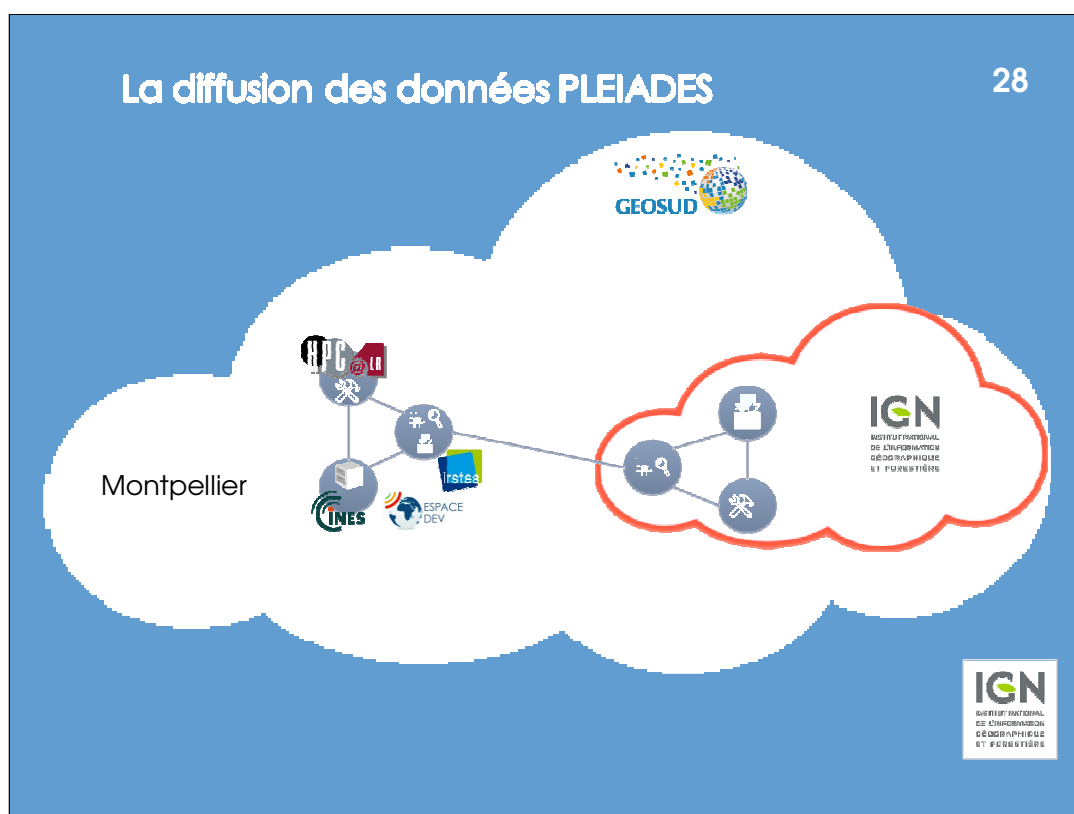 La diffusion des données PLEIADES
28
GEOSUD
HPC
@LR
IGN
INSTITUT NATIONAL
DE L'INFORMATION
GÉOGRAPHIQUE
ET FORESTIÈRE
Montpellier
irstea
CINES
ESPACE
DEV
IGN
INSTITUT NATIONAL
DE L'INFORMATION
GÉOGRAPHIQUE
ET FORESTIÈRE